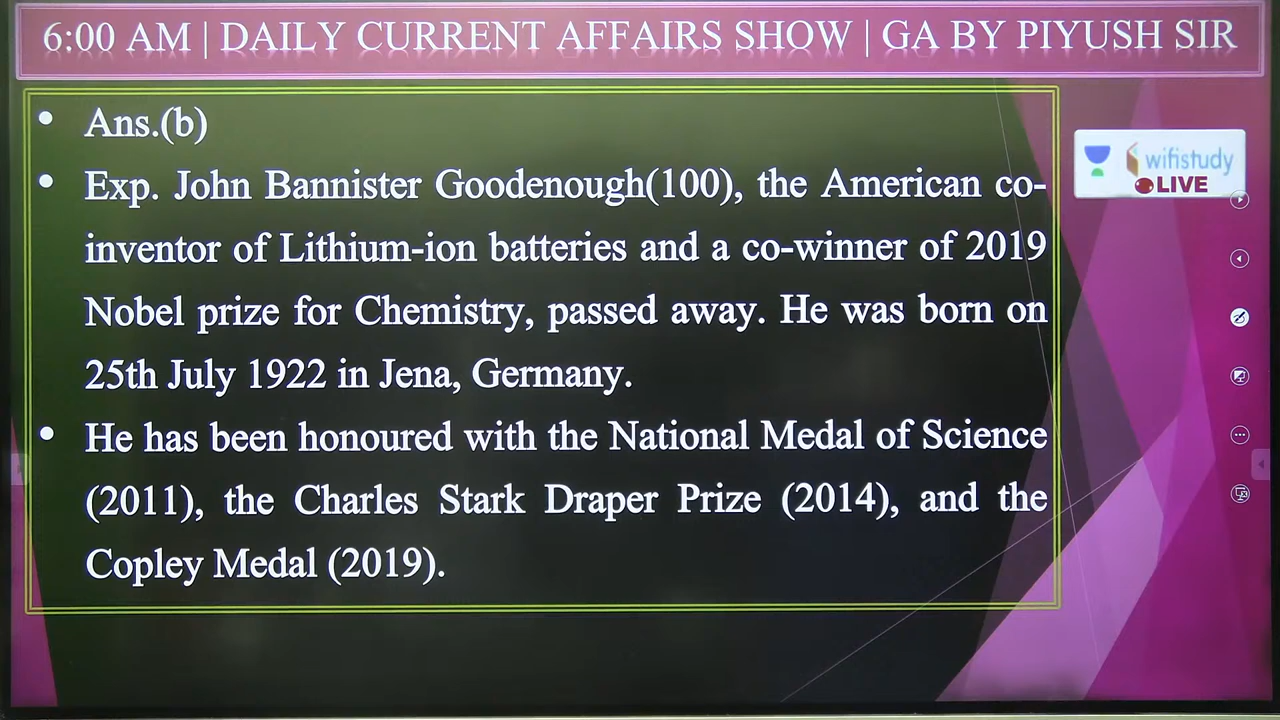 6:00 AM | DAILY CURRENT AFFAIRS SHOW | GA BY PIYUSH SIR
• Ans.(b)
• Exp. John Bannister Goodenough(100), the American co-
inventor of Lithium-ion batteries and a co-winner of 2019
Nobel prize for Chemistry, passed away. He was born on
25th July 1922 in Jena, Germany.
• He has been honoured with the National Medal of Science
(2011), the Charles Stark Draper Prize (2014), and the
Copley Medal (2019).
wifistudy
LIVE